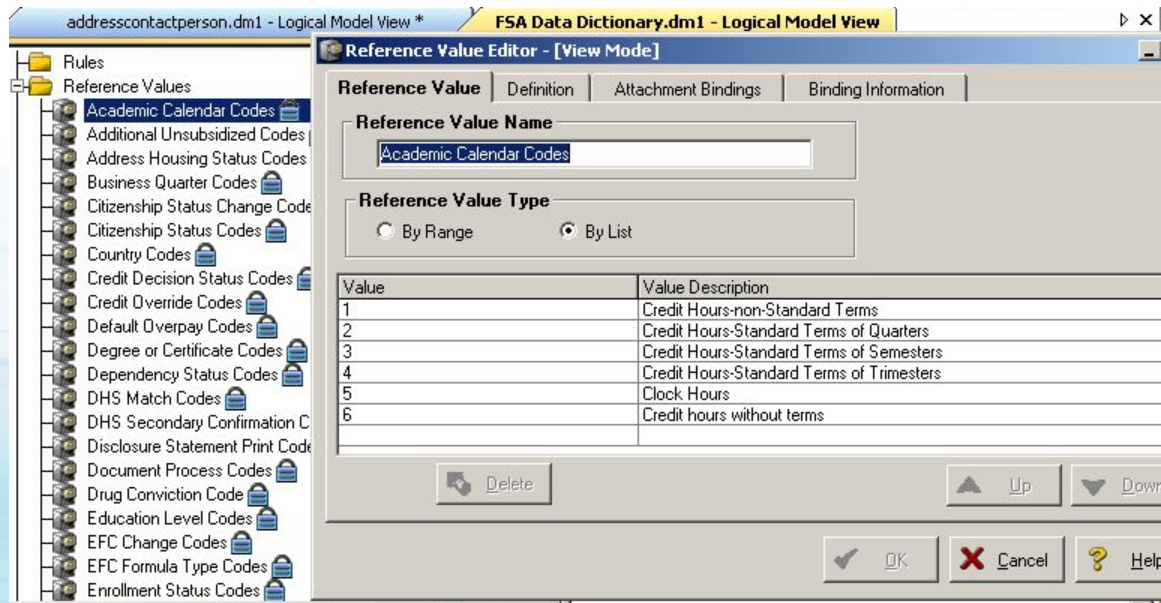 addresscontactperson.dm1 - Logical Model View *
FSA Data Dictionary.dm1 - Logical Model View
Rules
Reference Values
Academic Calendar Codes
Additional Unsubsidized Codes
Address Housing Status Codes
Business Quarter Codes
Citizenship Status Change Code
Citizenship Status Codes
Country Codes
Credit Decision Status Codes
Credit Override Codes
Default Overpay Codes
Degree or Certificate Codes
Dependency Status Codes
DHS Match Codes
DHS Secondary Confirmation C
Disclosure Statement Print Code
Document Process Codes
Drug Conviction Code
Education Level Codes
EFC Change Codes
EFC Formula Type Codes
Enrollment Status Codes
Reference Value Editor - [View Mode]
Reference Value Definition Attachment Bindings Binding Information
Reference Value Name
Academic Calendar Codes
Reference Value Type
By Range By List
Value Value Description
1 Credit Hours-non-Standard Terms
2 Credit Hours-Standard Terms of Quarters
3 Credit Hours-Standard Terms of Semesters
4 Credit Hours-Standard Terms of Trimesters
5 Clock Hours
6 Credit hours without terms
Delete Up Down
OK Cancel Help